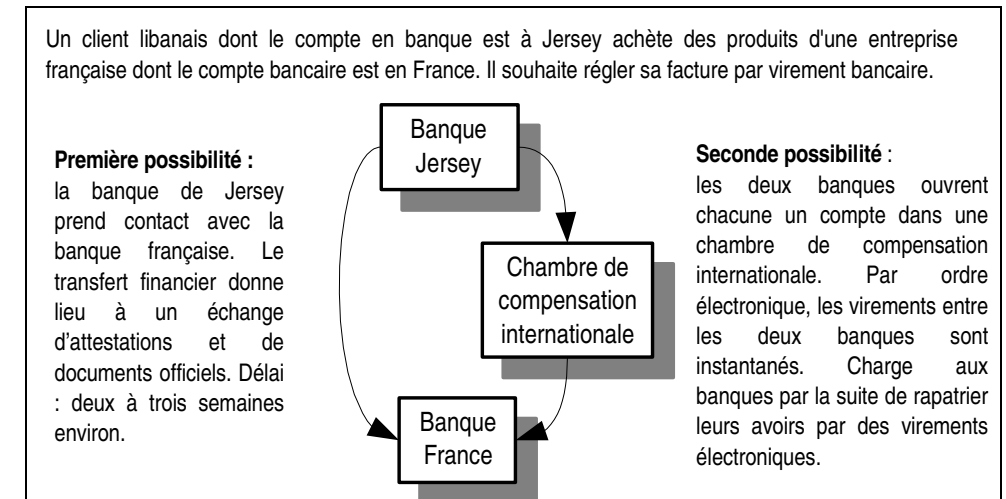 Un client libanais dont le compte en banque est à Jersey achète des produits d'une entreprise
française dont le compte bancaire est en France. Il souhaite régler sa facture par virement bancaire.
Première possibilité :
la banque de Jersey
prend contact avec la
banque française. Le
transfert financier donne
lieu à un échange
d'attestations et de
documents officiels. Délai
: deux à trois semaines
environ.
Banque
Jersey
Chambre de
compensation
internationale
Banque
France
Seconde possibilité :
les deux banques ouvrent
chacune un compte dans une
chambre de compensation
internationale. Par ordre
électronique, les virements entre
les deux banques sont
instantanés. Charge aux
banques par la suite de rapatrier
leurs avoirs par des virements
électroniques.